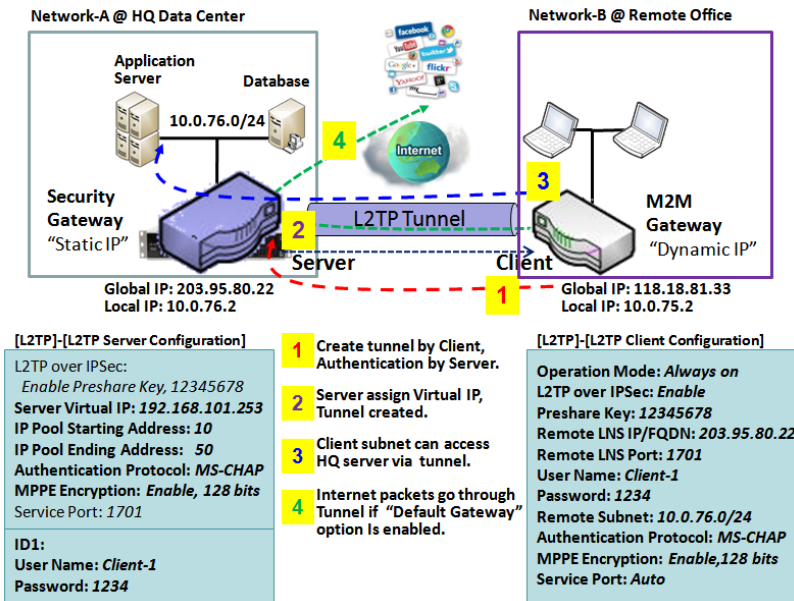 Network-A @ HQ Data Center
Network-B @ Remote Office
Application
Server
Database
10.0.76.0/24
facebook
YouTube
twitter
Google+
flickr
YAHOO!
my
Internet
4
3
Security
Gateway
“Static IP”
2
L2TP Tunnel
M2M
Gateway
“Dynamic IP”
Server
Client
1
Global IP: 203.95.80.22
Local IP: 10.0.76.2
Global IP: 118.18.81.33
Local IP: 10.0.75.2
[L2TP]-[L2TP Server Configuration]
L2TP over IPSec:
Enable Preshare Key, 12345678
Server Virtual IP: 192.168.101.253
IP Pool Starting Address: 10
IP Pool Ending Address: 50
Authentication Protocol: MS-CHAP
MPPE Encryption: Enable, 128 bits
Service Port: 1701
ID1:
User Name: Client-1
Password: 1234
1 Create tunnel by Client,
Authentication by Server.
2 Server assign Virtual IP,
Tunnel created.
3 Client subnet can access
HQ server via tunnel.
4 Internet packets go through
Tunnel if “Default Gateway”
option Is enabled.
[L2TP]-[L2TP Client Configuration]
Operation Mode: Always on
L2TP over IPSec: Enable
Preshare Key: 12345678
Remote LNS IP/FQDN: 203.95.80.22
Remote LNS Port: 1701
User Name: Client-1
Password: 1234
Remote Subnet: 10.0.76.0/24
Authentication Protocol: MS-CHAP
MPPE Encryption: Enable,128 bits
Service Port: Auto